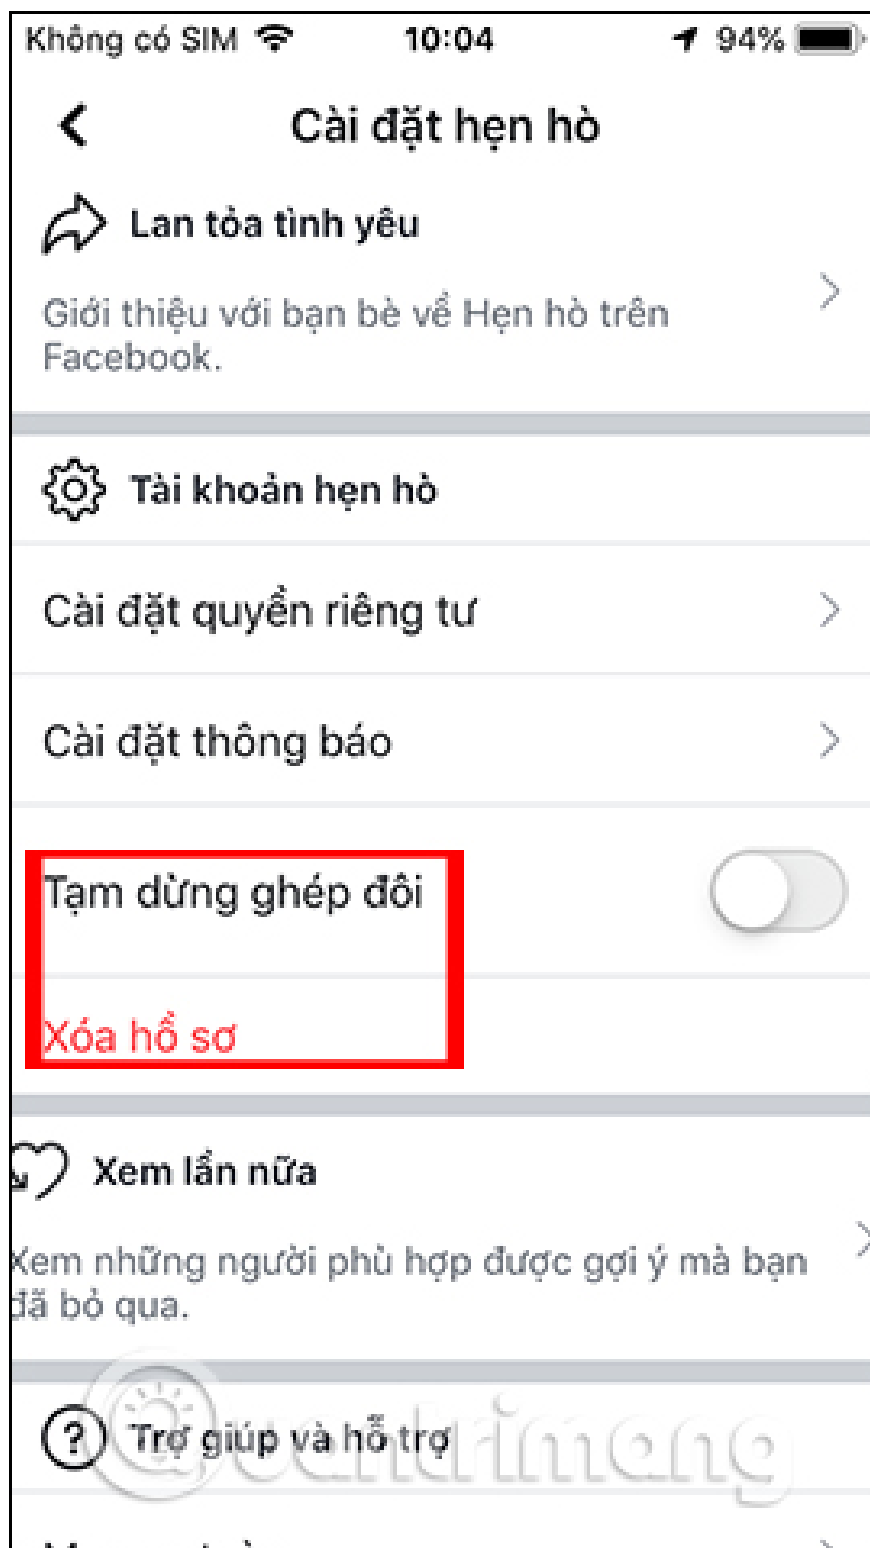 Không có SIM 10:04 94%
Cài đặt hẹn hò
Lan tỏa tình yêu
Giới thiệu với bạn bè về Hẹn hò trên
Facebook.
Tài khoản hẹn hò
Cài đặt quyền riêng tư
Cài đặt thông báo
Tạm dừng ghép đôi
Xóa hồ sơ
Xem lần nữa
Xem những người phù hợp được gợi ý mà bạn
đã bỏ qua.
Trợ giúp và hỗ trợ
Quantrimang